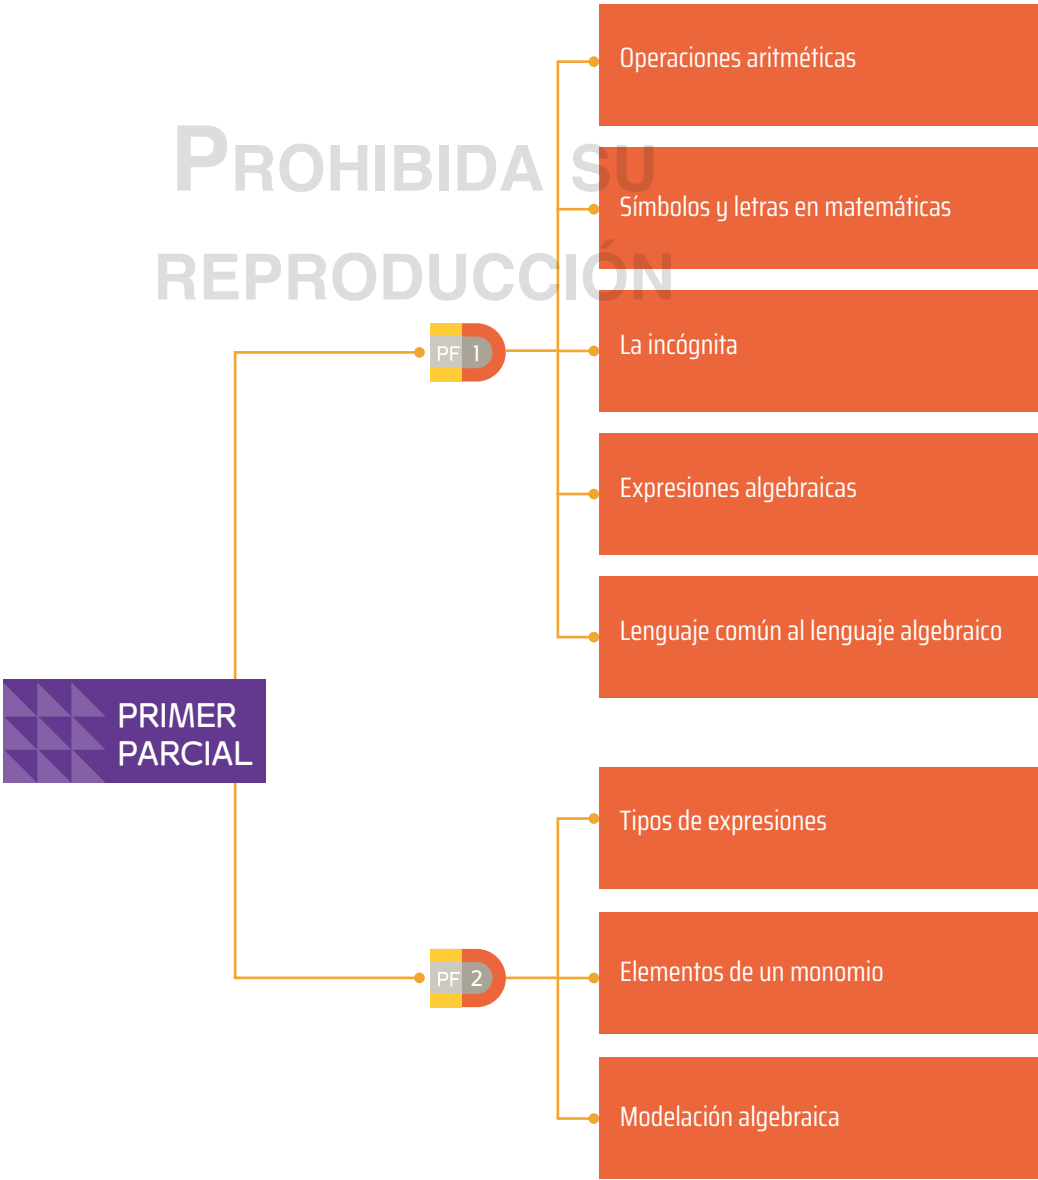 Operaciones aritméticas
PROHIBIDA SU
Símbolos y letras en matemáticas
REPRODUCCIÓN
PF 1
La incógnita
Expresiones algebraicas
Lenguaje común al lenguaje algebraico
PRIMER
PARCIAL
Tipos de expresiones
PF 2
Elementos de un monomio
Modelación algebraica